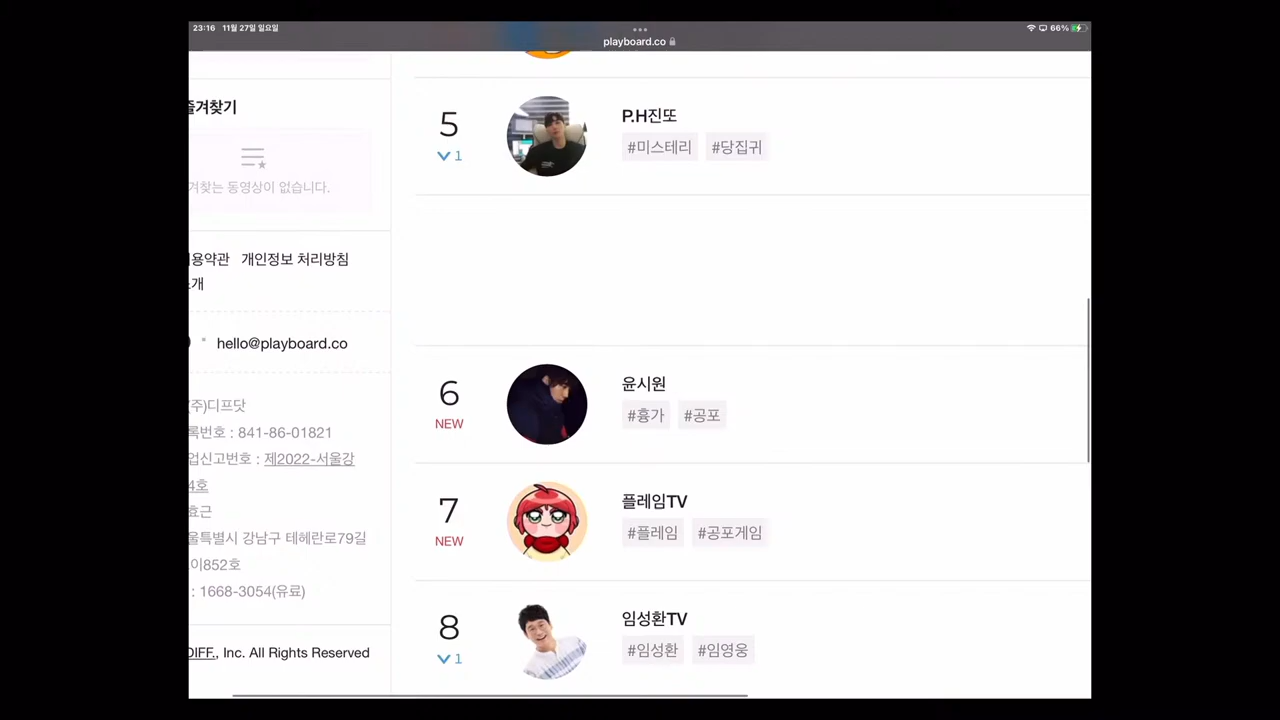 23:16 11월 27일 일요일
playboard.co
66%
즐겨찾기
겨찾는 동영상이 없습니다.
용약관 개인정보 처리방침
개
hello@playboard.co
(주)디프닷
록번호 : 841-86-01821
업신고번호 : 제2022-서울강
4호
효근
울특별시 강남구 테헤란로79길
이852호
: 1668-3054(유료)
DIFF., Inc. All Rights Reserved
5
1
P.H진또
#미스테리 #당집귀
6
NEW
윤시원
#흉가 #공포
7
NEW
플레임TV
#플레임 #공포게임
8
1
임성환TV
#임성환 #임영웅